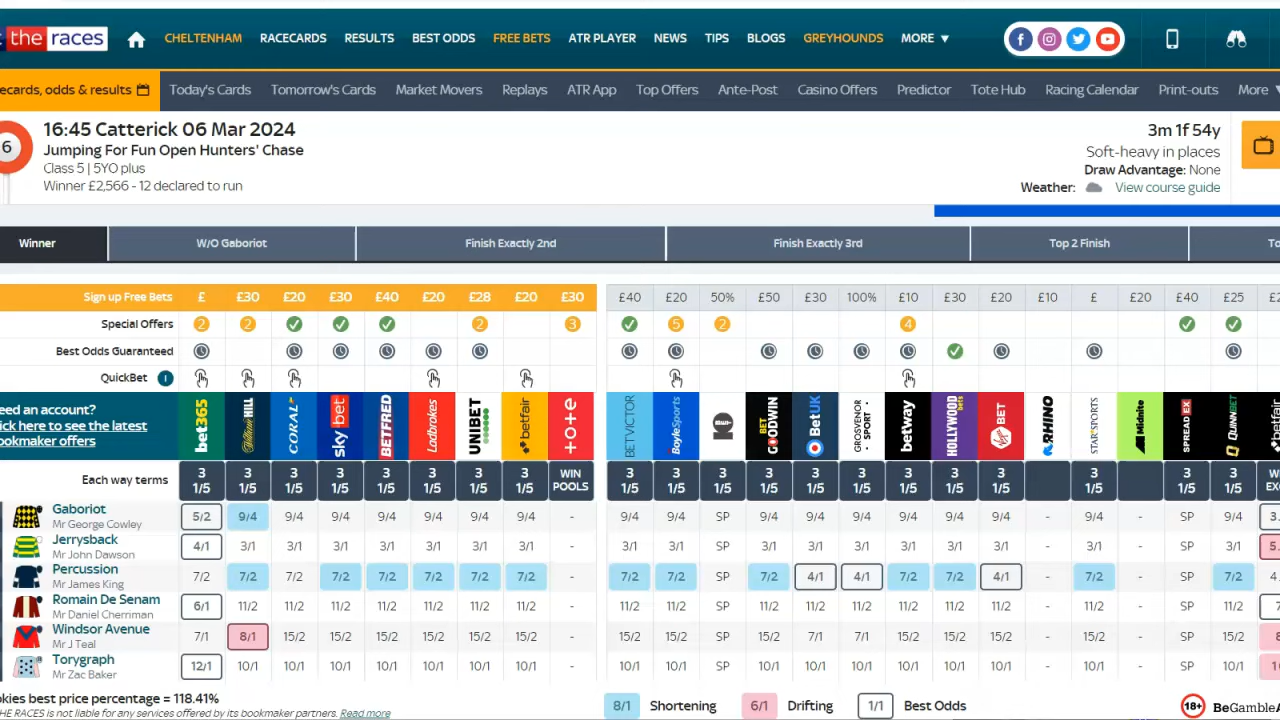 the races CHELTENHAM RACECARDS RESULTS BEST ODDS FREE BETS ATR PLAYER NEWS TIPS BLOGS GREYHOUNDS MORE ▼
ecards, odds & results Today's Cards Tomorrow's Cards Market Movers Replays ATR App Top Offers Ante-Post Casino Offers Predictor Tote Hub Racing Calendar Print-outs More
6
16:45 Catterick 06 Mar 2024
Jumping For Fun Open Hunters' Chase
Class 5 | 5YO plus
Winner £2,566 - 12 declared to run
3m 1f 54y
Soft-heavy in places
Draw Advantage: None
Weather: View course guide
Winner W/O Gaboriot Finish Exactly 2nd Finish Exactly 3rd Top 2 Finish To
Sign up Free Bets £ £30 £20 £30 £40 £20 £28 £20 £30 £40 £20 50% £50 £30 100% £10 £30 £20 £10 £ £20 £40 £25 £2
Special Offers 2 2 2 3 5 2 4
Best Odds Guaranteed
QuickBet
eed an account?
ick here to see the latest
ookmaker offers
bet365 William HILL CORAL sky bet BETFRED Ladbrokes UNIBET betfair tote BETVICTOR BoyleSports BET GOODWIN BetUK GROSVENOR SPORT betway HOLLYWOOD bets BET RHINO STARSPORTS Midnite SPREADEX QUINNBET betfair
Each way terms 3 1/5 3 1/5 3 1/5 3 1/5 3 1/5 3 1/5 3 1/5 3 1/5 WIN POOLS 3 1/5 3 1/5 3 1/5 3 1/5 3 1/5 3 1/5 3 1/5 3 1/5 3 1/5 3 1/5 3 1/5 3 1/5 W EXC
Gaboriot 5/2 9/4 9/4 9/4 9/4 9/4 9/4 9/4 - 9/4 9/4 SP 9/4 9/4 9/4 9/4 9/4 9/4 - 9/4 - SP 9/4 3.
Mr George Cowley
Jerrysback 4/1 3/1 3/1 3/1 3/1 3/1 3/1 3/1 - 3/1 3/1 SP 3/1 3/1 3/1 3/1 3/1 3/1 - 3/1 - SP 3/1 5.
Mr John Dawson
Percussion 7/2 7/2 7/2 7/2 7/2 7/2 7/2 7/2 - 7/2 7/2 SP 7/2 4/1 4/1 7/2 7/2 4/1 - 7/2 - SP 7/2 4.
Mr James King
Romain De Senam 6/1 11/2 11/2 11/2 11/2 11/2 11/2 11/2 - 11/2 11/2 SP 11/2 11/2 11/2 11/2 11/2 11/2 - 11/2 - SP 11/2 7
Mr Daniel Cherriman
Windsor Avenue 7/1 8/1 15/2 15/2 15/2 15/2 15/2 15/2 - 15/2 15/2 SP 15/2 7/1 7/1 15/2 15/2 15/2 - 15/2 - SP 15/2 8
Mr J Teal
Torygraph 12/1 10/1 10/1 10/1 10/1 10/1 10/1 10/1 - 10/1 10/1 SP 10/1 10/1 10/1 10/1 10/1 10/1 - 10/1 - SP 10/1 10
Mr Zac Baker
okies best price percentage = 118.41%
THE RACES is not liable for any services offered by its bookmaker partners. Read more
8/1 Shortening 6/1 Drifting 1/1 Best Odds
18+ BeGambleA